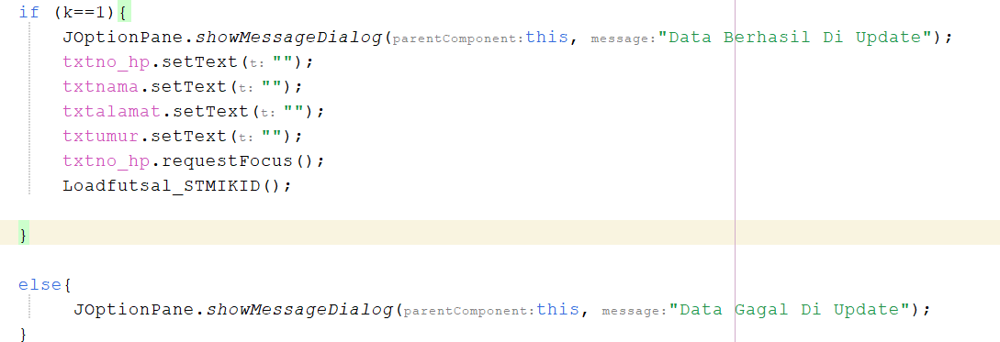 if (k==1){
JOptionPane.showMessageDialog(parentComponent:this, message:"Data Berhasil Di Update");
txtno_hp.setText(t: "");
txtnama.setText(t: "");
txtalamat.setText(t: "");
txtumur.setText(t: "");
txtno_hp.requestFocus();
Loadfutsal_STMIKID();
}
else{
JOptionPane.showMessageDialog(parentComponent:this, message:"Data Gagal Di Update");
}